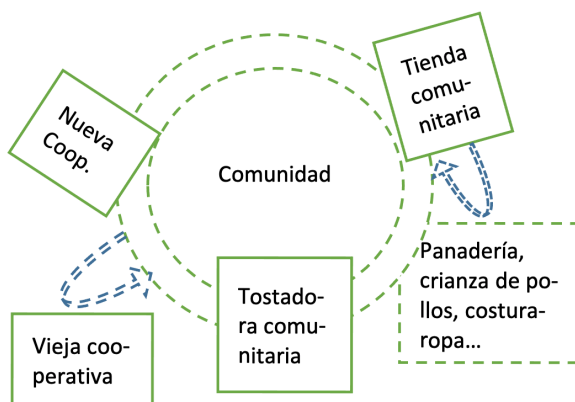 Tienda
comu-
nitaria
Nueva
Coop.
Comunidad
Panadería,
crianza de po-
llos, costura-
ropa...
Tostado-
ra comu-
nitaria
Vieja coo-
perativa